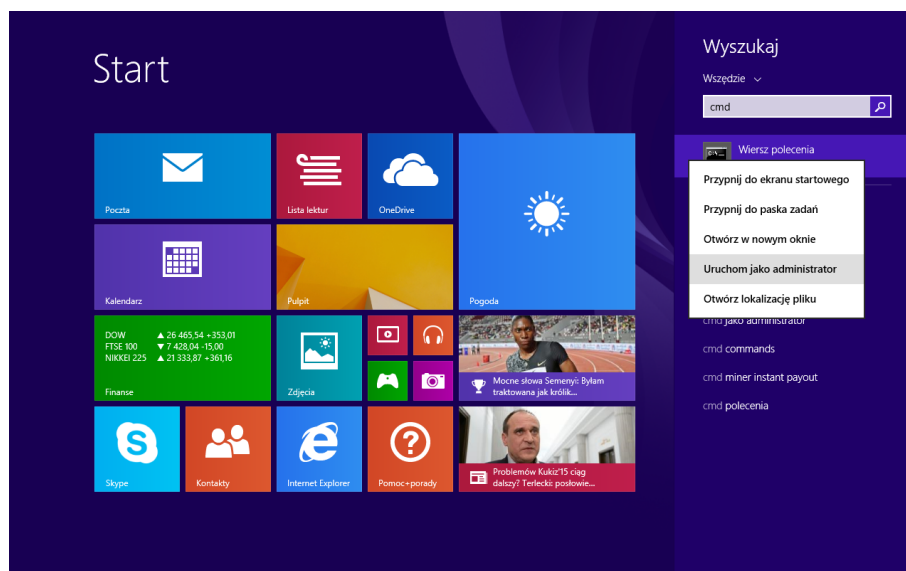 Start
Poczta
Lista lektur
OneDrive
Kalendarz
Pulpit
Pogoda
DOW ▲ 26 465,54 +353,01
FTSE 100 ▼ 7 428,04 -15,00
NIKKEI 225 ▲ 21 333,87 +361,16
Finanse
Zdjęcia
Mocne słowa Semenyi: Byłam
traktowana jak królik...
Skype
Kontakty
Internet Explorer
Pomoc+porady
Problemów Kukiz'15 ciąg
dalszy? Terlecki: posłowie...
Wyszukaj
Wszędzie
cmd
C:\_
Wiersz polecenia
Przypnij do ekranu startowego
Przypnij do paska zadań
Otwórz w nowym oknie
Uruchom jako administrator
Otwórz lokalizację pliku
cmd jako administrator
cmd commands
cmd miner instant payout
cmd polecenia